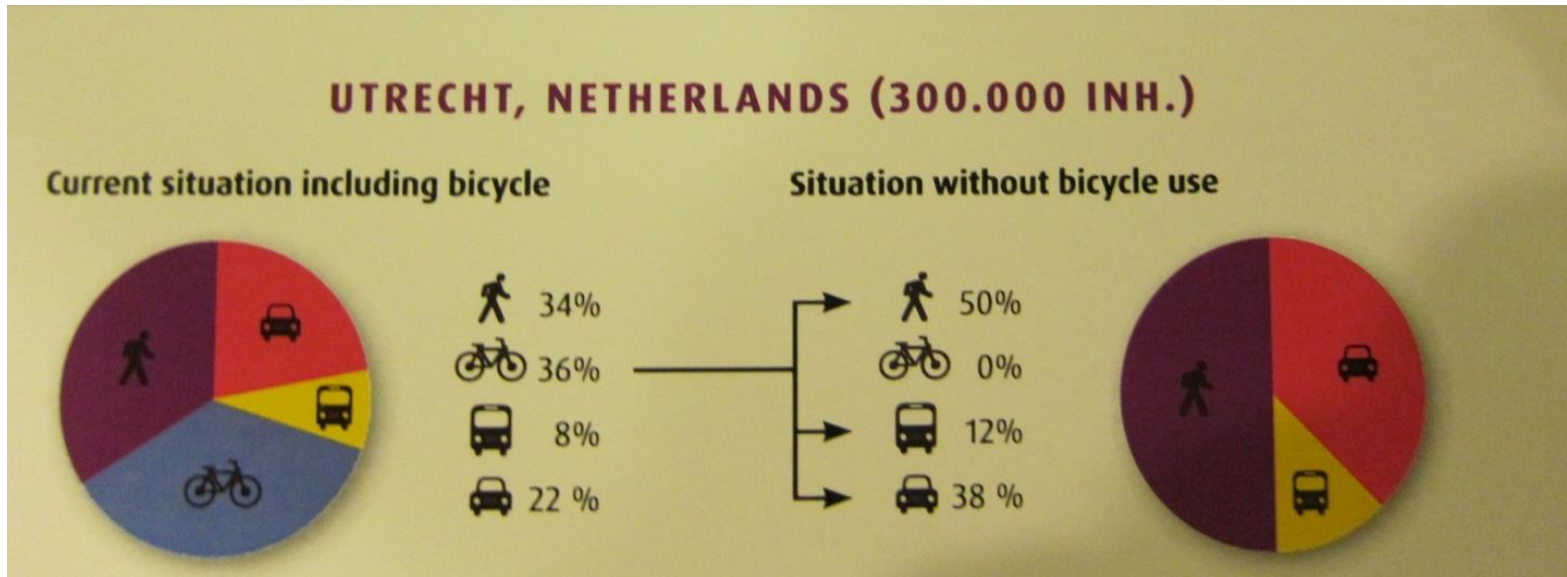 UTRECHT, NETHERLANDS (300.000 INH.)
Current situation including bicycle
Situation without bicycle use
34%
50%
36%
0%
8%
12%
22 %
38 %